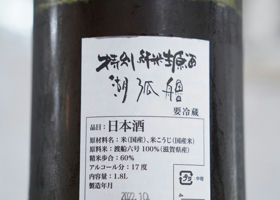 特別純米生原酒
湖弧艪
要冷蔵
品目：日本酒
原材料名：米(国産)、米こうじ(国産米)
原料米：渡船六号100%(滋賀県産)
精米歩合：60%
アルコール分：17度
内容量：1.8L
製造年月
2022.10